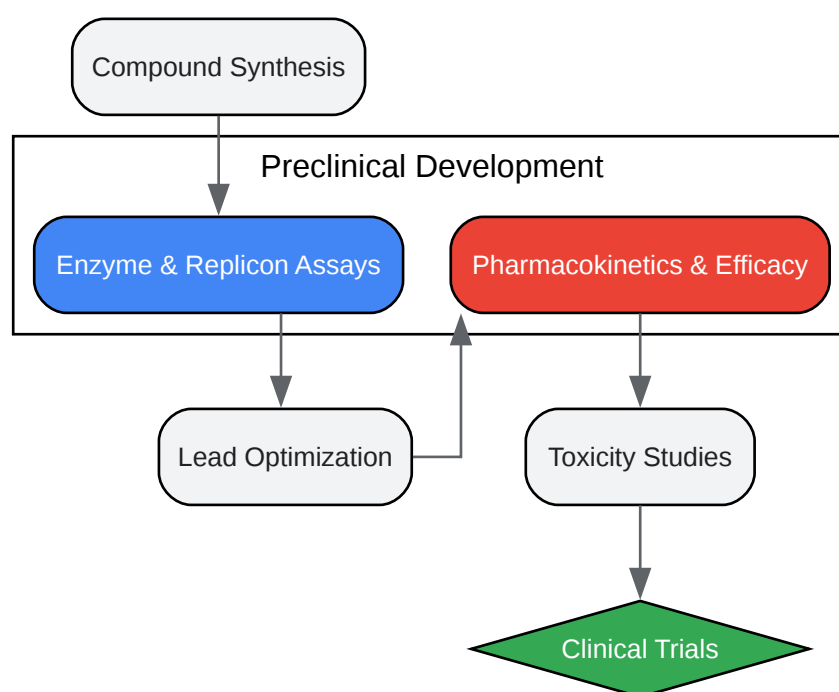 Compound Synthesis
Preclinical Development
Enzyme & Replicon Assays
Pharmacokinetics & Efficacy
Lead Optimization
Toxicity Studies
Clinical Trials